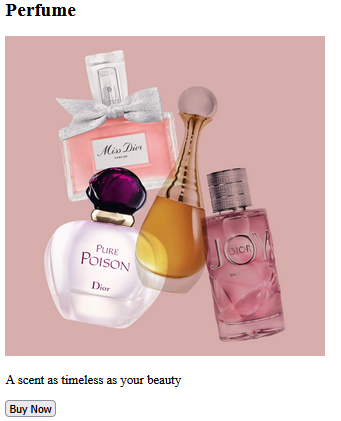 Perfume
Miss Dior
PARFUM
PURE
POISON
Dior
JOY
DIOR
A scent as timeless as your beauty
Buy Now